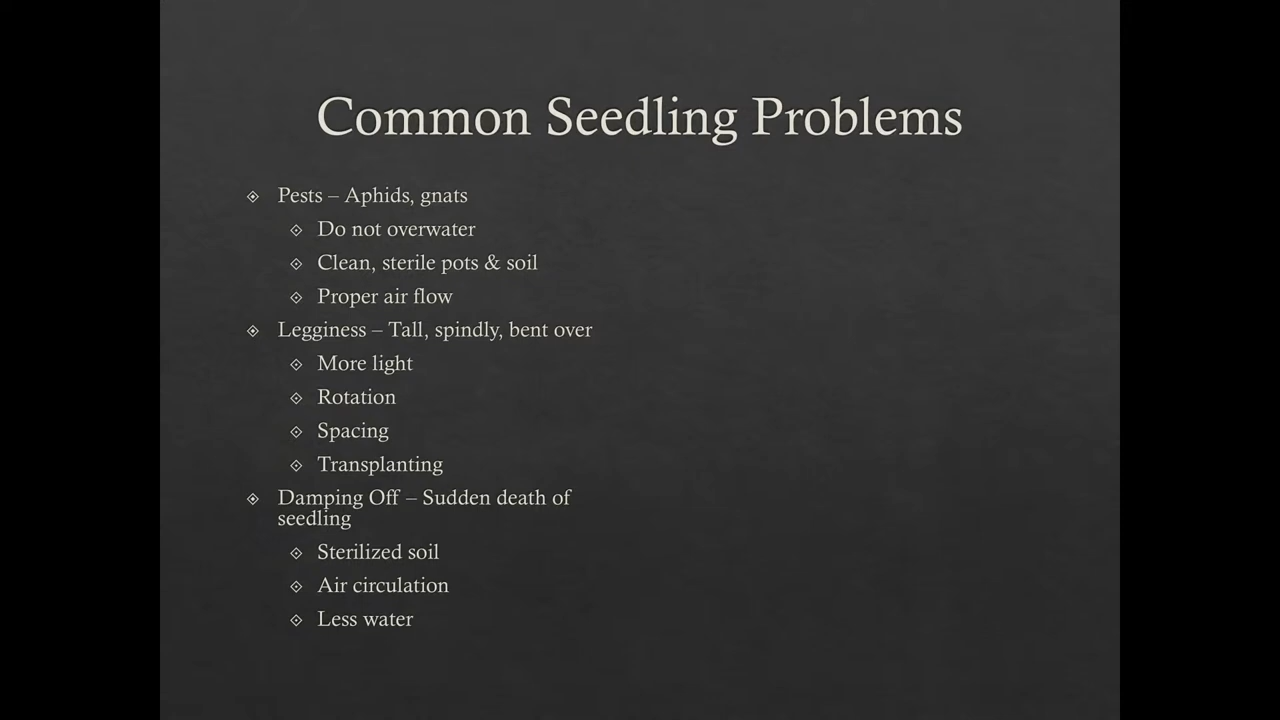 Common Seedling Problems
Pests – Aphids, gnats
Do not overwater
Clean, sterile pots & soil
Proper air flow
Legginess – Tall, spindly, bent over
More light
Rotation
Spacing
Transplanting
Damping Off – Sudden death of
seedling
Sterilized soil
Air circulation
Less water